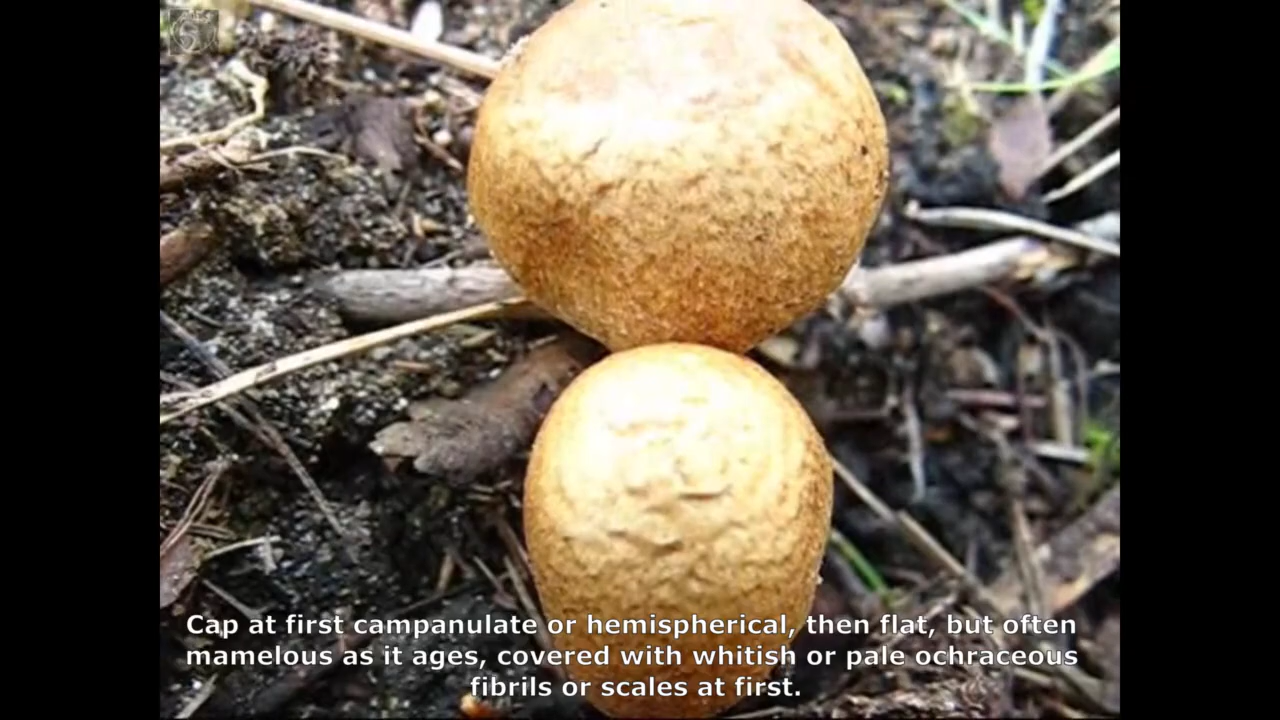 Cap at first campanulate or hemispherical, then flat, but often
mamelous as it ages, covered with whitish or pale ochraceous
fibrils or scales at first.